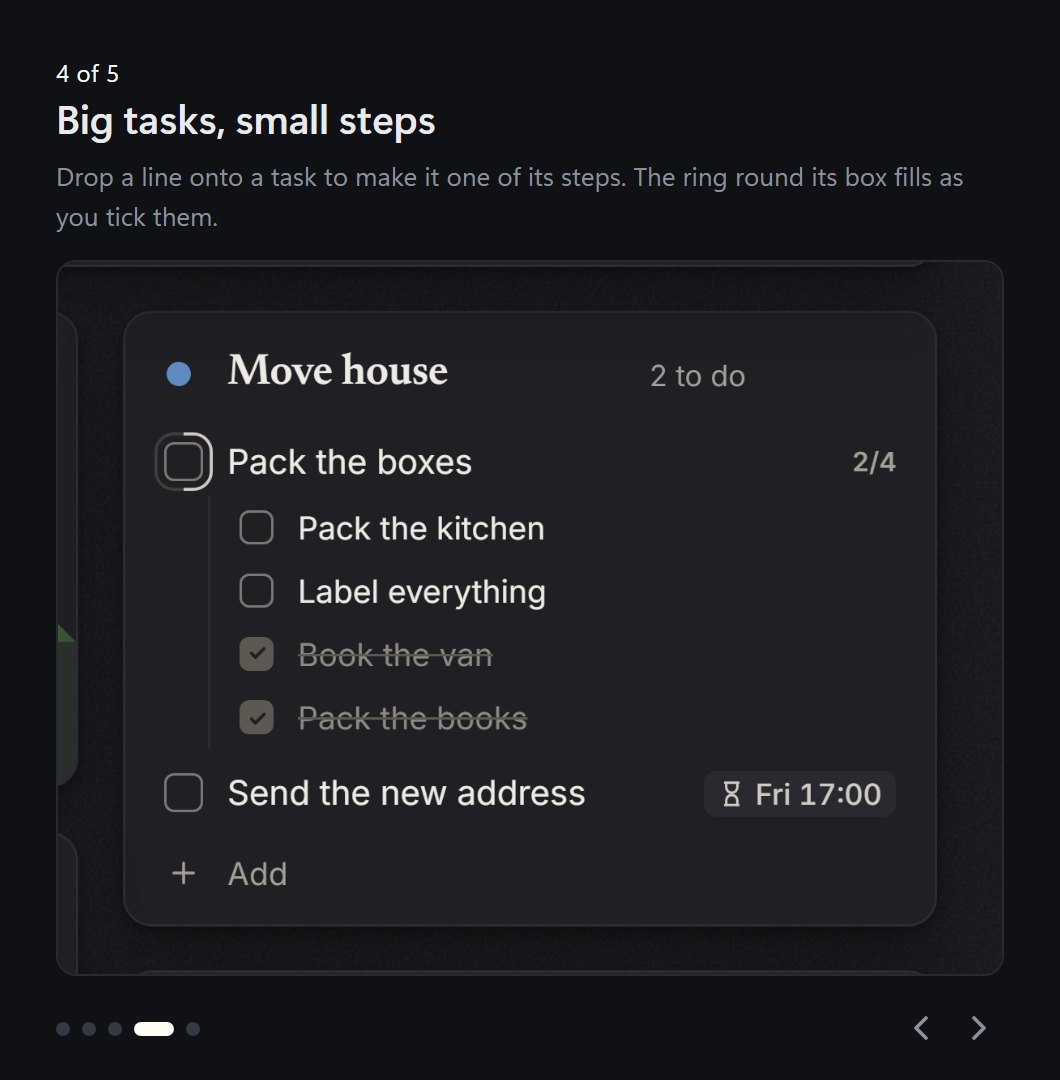 4 of 5
Big tasks, small steps
Drop a line onto a task to make it one of its steps. The ring round its box fills as
you tick them.
Move house 2 to do
Pack the boxes 2/4
Pack the kitchen
Label everything
Book the van
Pack the books
Send the new address Fri 17:00
+ Add